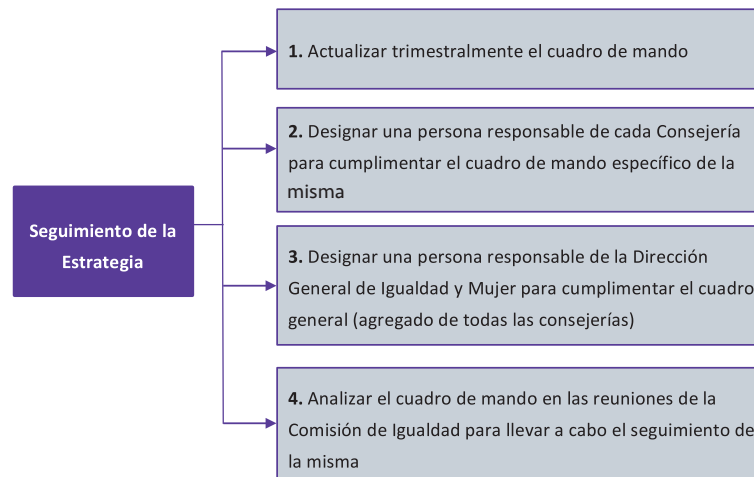 1. Actualizar trimestralmente el cuadro de mando
2. Designar una persona responsable de cada Consejería
para cumplimentar el cuadro de mando específico de la
misma
Seguimiento de la
Estrategia
3. Designar una persona responsable de la Dirección
General de Igualdad y Mujer para cumplimentar el cuadro
general (agregado de todas las consejerías)
4. Analizar el cuadro de mando en las reuniones de la
Comisión de Igualdad para llevar a cabo el seguimiento de
la misma